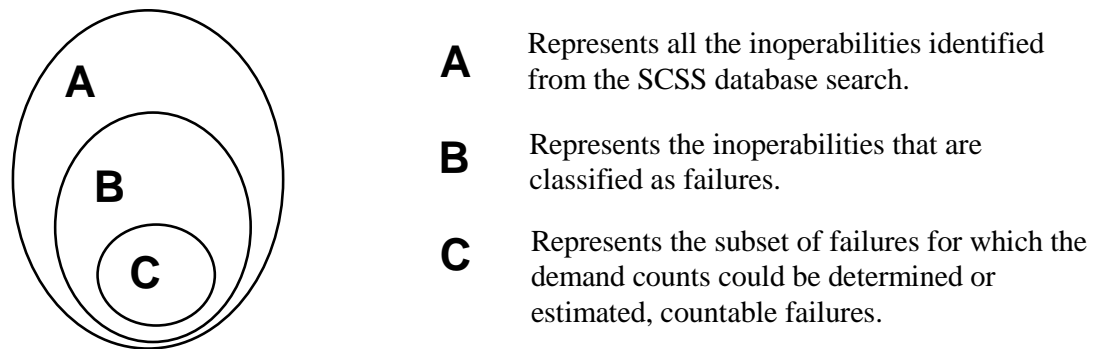 A
B
C
A
Represents all the inoperabilities identified
from the SCSS database search.
B
Represents the inoperabilities that are
classified as failures.
C
Represents the subset of failures for which the
demand counts could be determined or
estimated, countable failures.